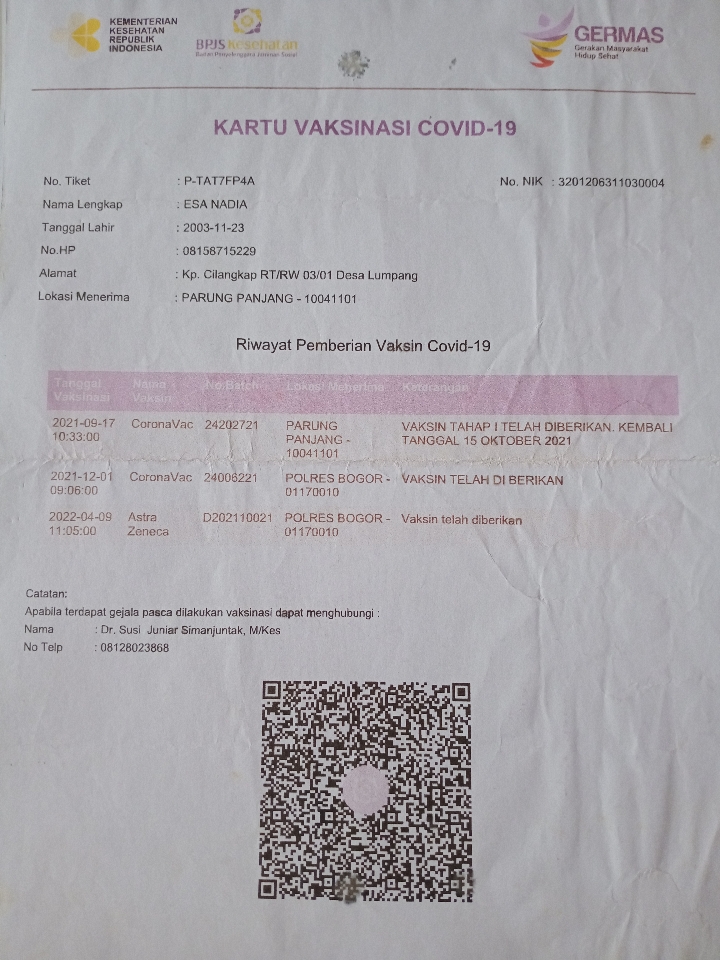 KEMENTERIAN
KESEHATAN
REPUBLIK
INDONESIA
BPJS Kesehatan
Badan Penyelenggara Jaminan Sosial
GERMAS
Gerakan Masyarakat
Hidup Sehat
KARTU VAKSINASI COVID-19
No. Tiket : P-TAT7FP4A No. NIK : 3201206311030004
Nama Lengkap : ESA NADIA
Tanggal Lahir : 2003-11-23
No.HP : 08158715229
Alamat : Kp. Cilangkap RT/RW 03/01 Desa Lumpang
Lokasi Menerima : PARUNG PANJANG - 10041101
Riwayat Pemberian Vaksin Covid-19
Tanggal Vaksinasi Nama Vaksin No.Batch Lokasi Menerima Keterangan
2021-09-17 CoronaVac 24202721 PARUNG VAKSIN TAHAP I TELAH DIBERIKAN. KEMBALI
10:33:00 PANJANG - TANGGAL 15 OKTOBER 2021
10041101
2021-12-01 CoronaVac 24006221 POLRES BOGOR - VAKSIN TELAH DI BERIKAN
09:06:00 01170010
2022-04-09 Astra D202110021 POLRES BOGOR - Vaksin telah diberikan
11:05:00 Zeneca 01170010
Catatan:
Apabila terdapat gejala pasca dilakukan vaksinasi dapat menghubungi :
Nama : Dr. Susi Juniar Simanjuntak, M/Kes
No Telp : 08128023868